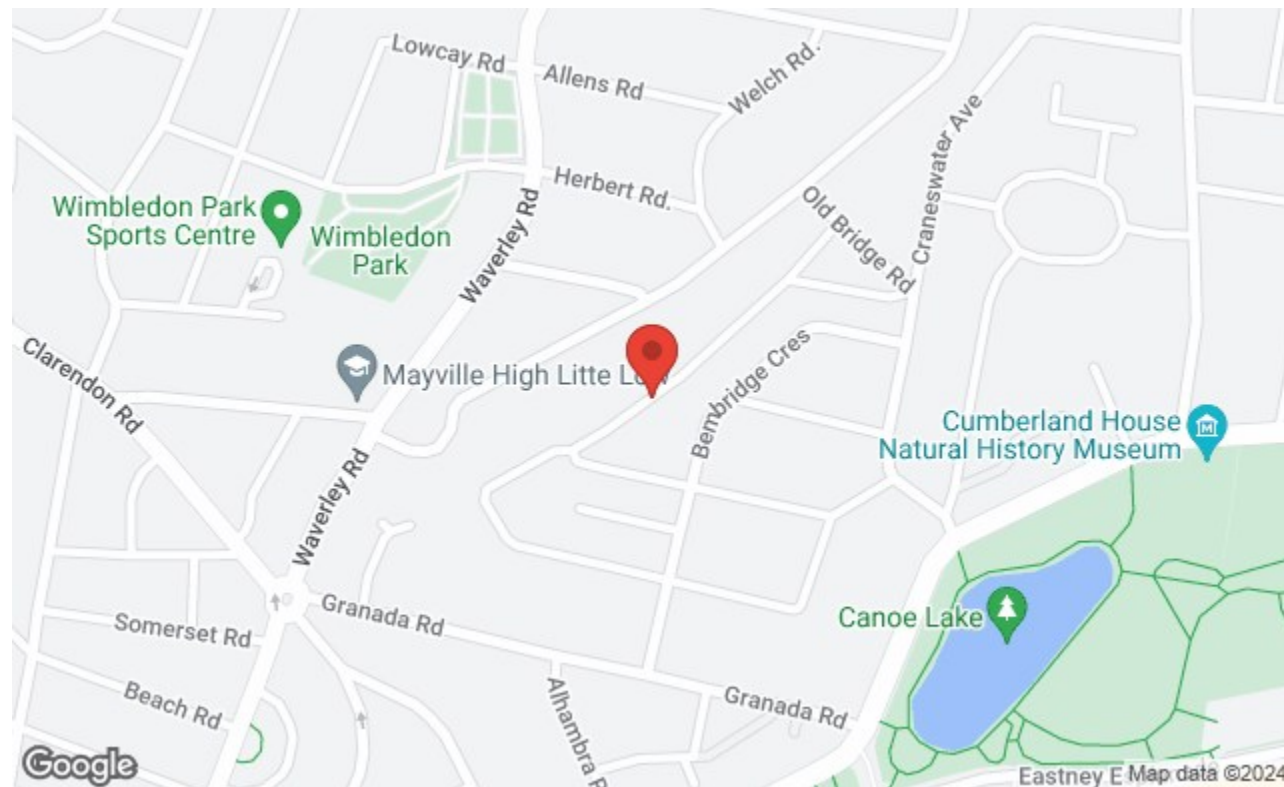 Lowcay Rd
Allens Rd
Welch Rd.
Craneswater Ave
Wimbledon Park
Sports Centre
Wimbledon
Park
Herbert Rd.
Old Bridge Rd
Waverley Rd
Clarendon Rd
Mayville High Litte
Bembridge Cres
Cumberland House
Natural History Museum
M
Waverley Rd
Granada Rd
Somerset Rd
Canoe Lake
Beach Rd
Alhambra
Granada Rd
Google
Eastney
Map data ©2024